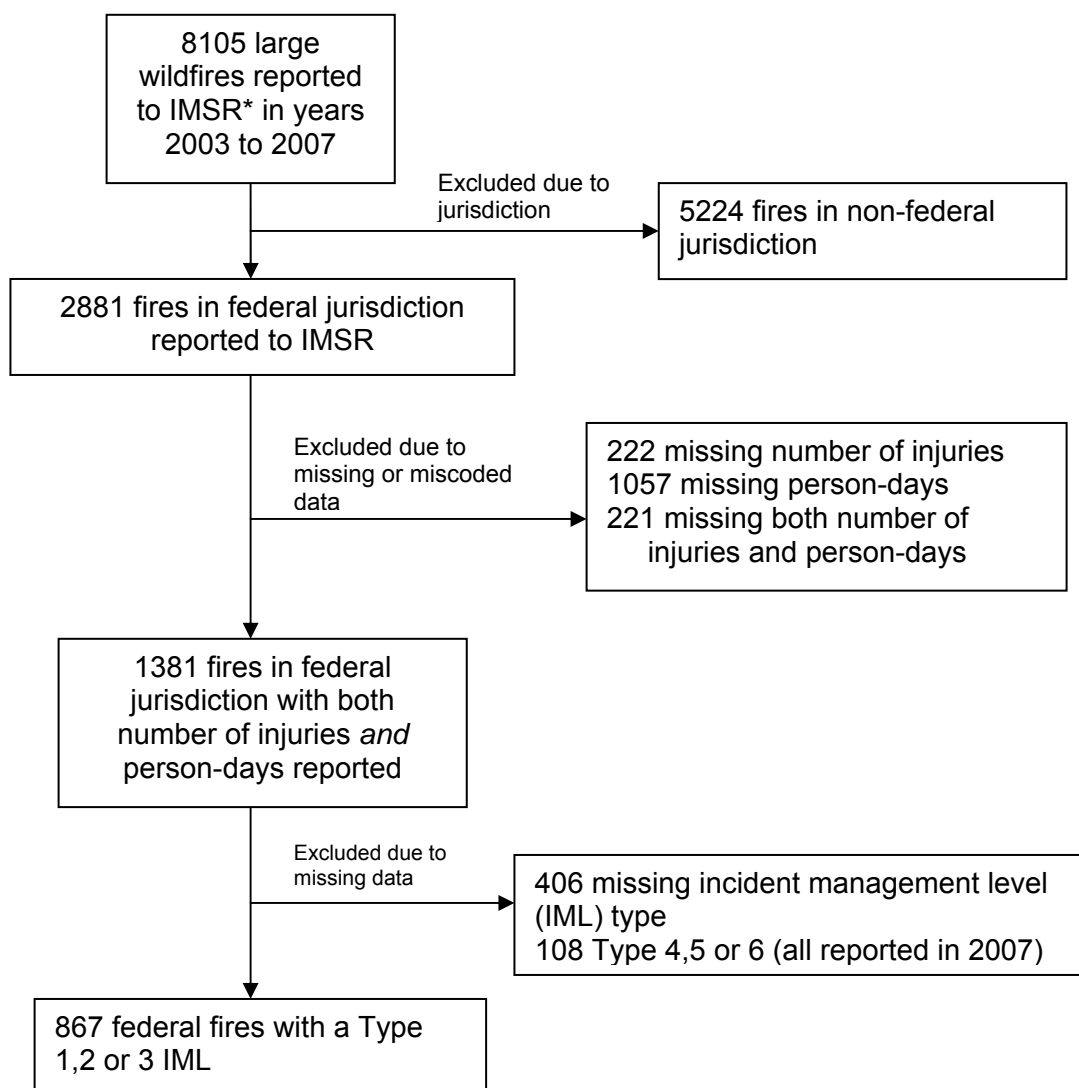 8105 large
wildfires reported
to IMSR* in years
2003 to 2007
Excluded due to
jurisdiction
5224 fires in non-federal
jurisdiction
2881 fires in federal jurisdiction
reported to IMSR
Excluded due to
missing or miscoded
data
222 missing number of injuries
1057 missing person-days
221 missing both number of
injuries and person-days
1381 fires in federal
jurisdiction with both
number of injuries and
person-days reported
Excluded due to
missing data
406 missing incident management level
(IML) type
108 Type 4,5 or 6 (all reported in 2007)
867 federal fires with a Type
1,2 or 3 IML